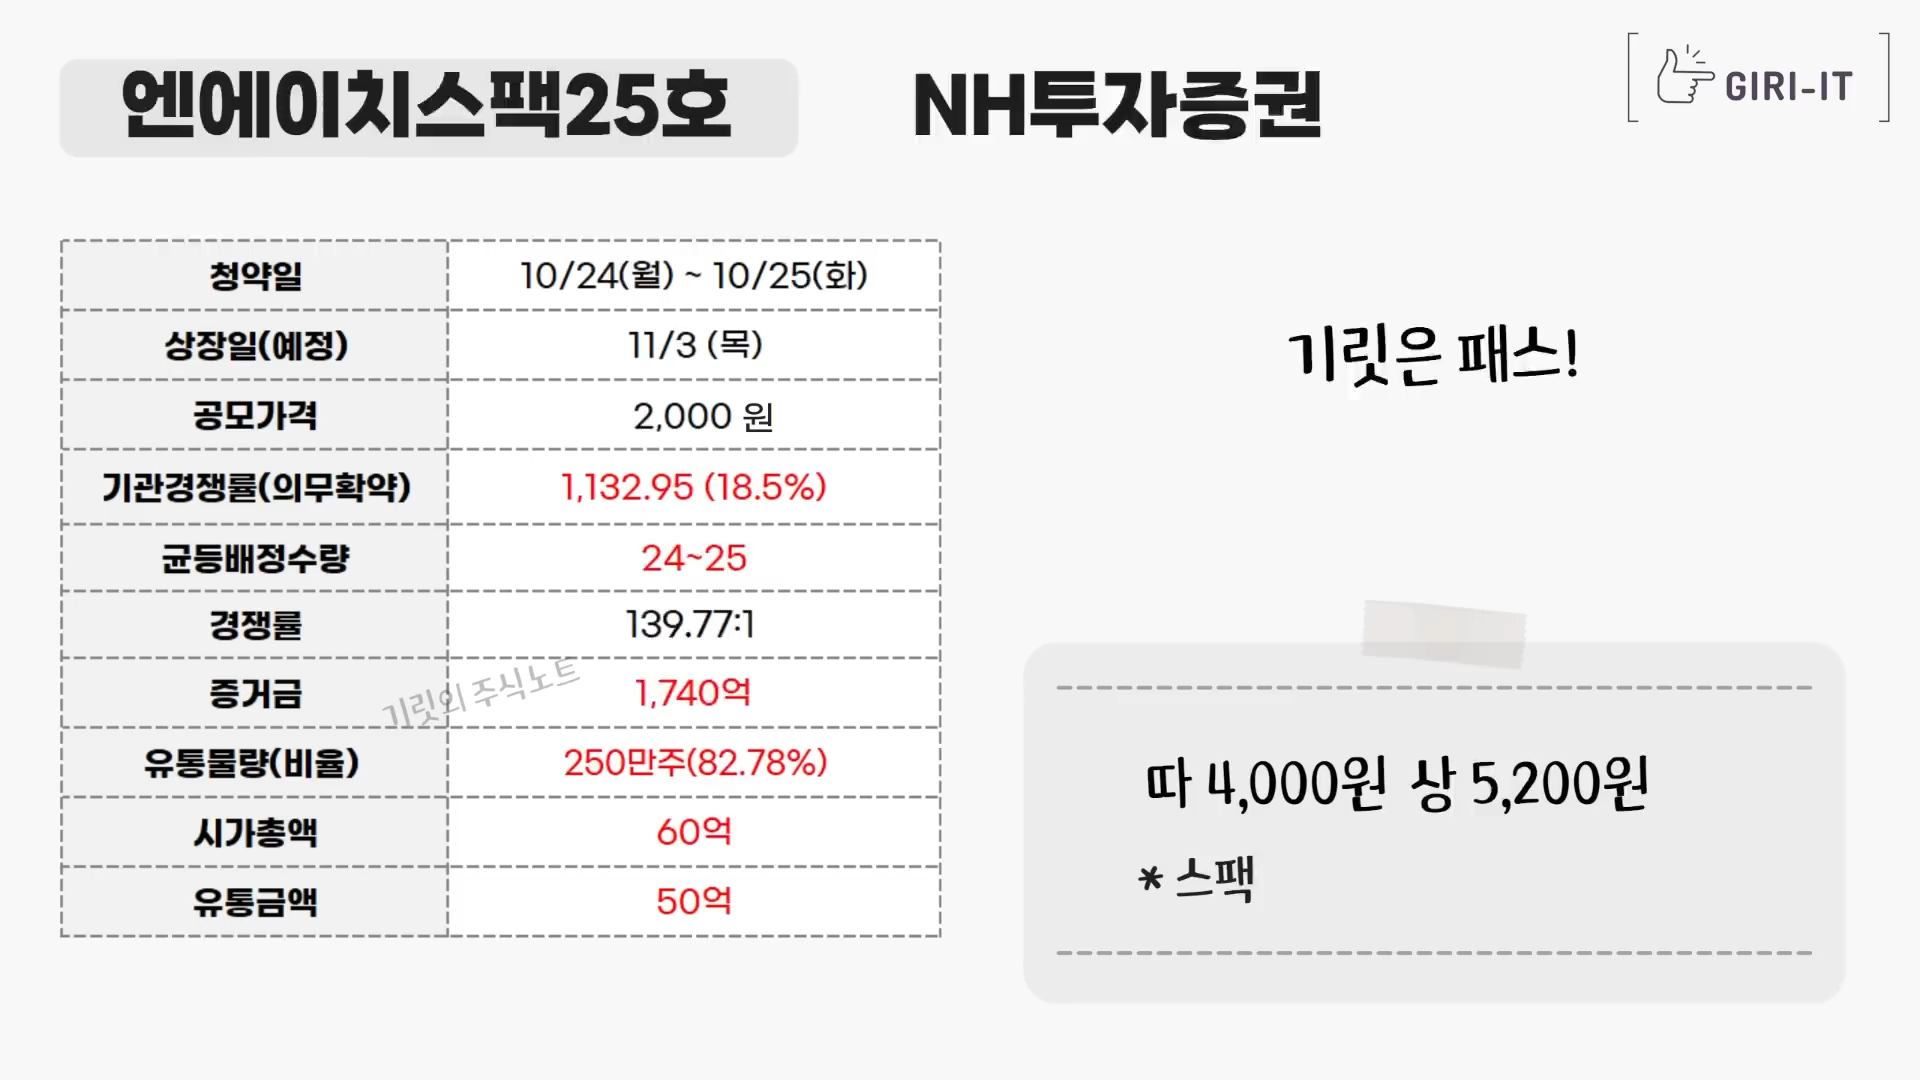 엔에이치스팩25호
NH투자증권
GIRI-IT
청약일 10/24(월) ~ 10/25(화)
상장일(예정) 11/3 (목)
공모가격 2,000 원
기관경쟁률(의무확약) 1,132.95 (18.5%)
균등배정수량 24~25
경쟁률 139.77:1
증거금 1,740억
유통물량(비율) 250만주(82.78%)
시가총액 60억
유통금액 50억
기릿의 주식노트
기릿은 패스!
따 4,000원 상 5,200원
* 스팩